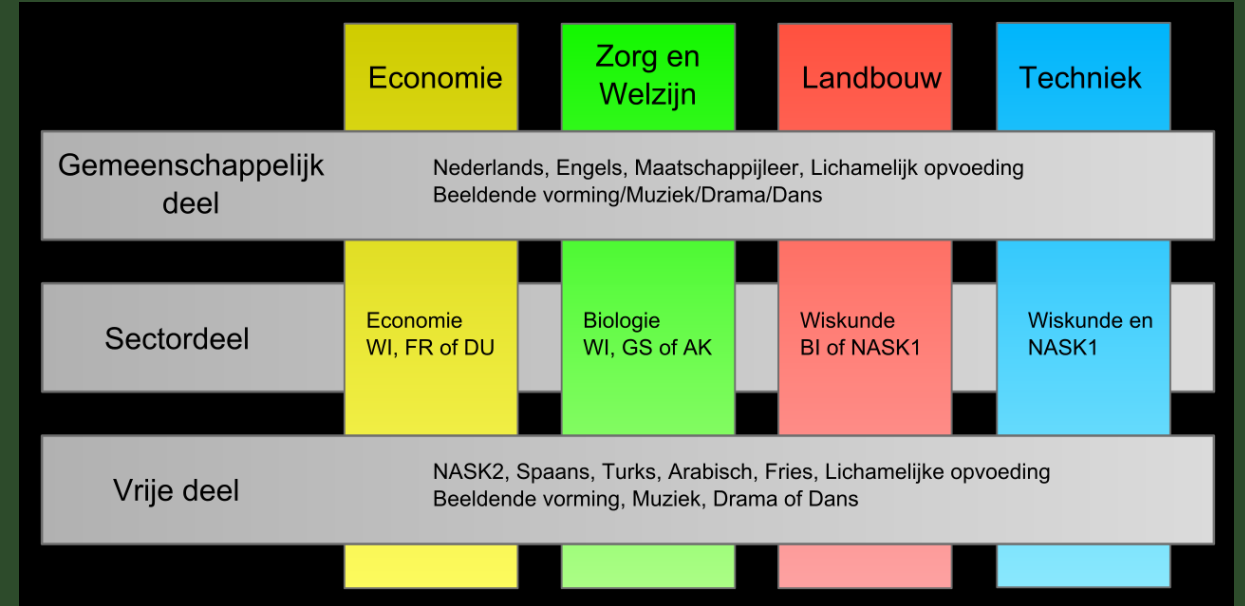 Economie
Zorg en
Welzijn
Landbouw
Techniek
Gemeenschappelijk
deel
Nederlands, Engels, Maatschappijleer, Lichamelijk opvoeding
Beeldende vorming/Muziek/Drama/Dans
Sectordeel
Economie
WI, FR of DU
Biologie
WI, GS of AK
Wiskunde
BI of NASK1
Wiskunde en
NASK1
Vrije deel
NASK2, Spaans, Turks, Arabisch, Fries, Lichamelijke opvoeding
Beeldende vorming, Muziek, Drama of Dans